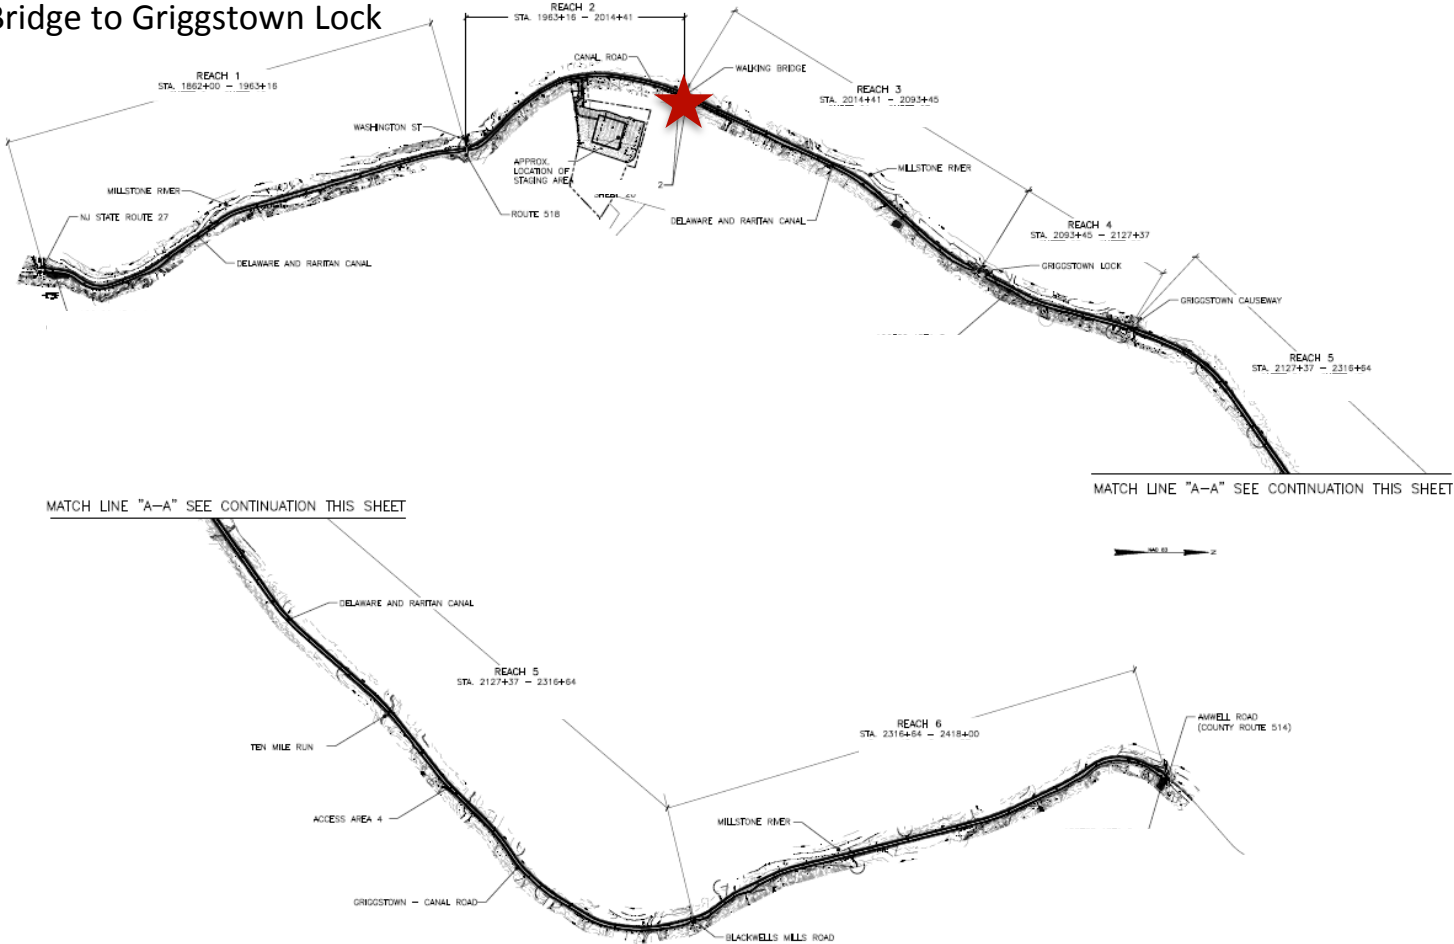 Bridge to Griggstown Lock
REACH 2
STA. 1963+16 - 2014+41
REACH 1
STA. 1862+00 - 1963+16
CANAL ROAD
WALKING BRIDGE
REACH 3
STA. 2014+41 - 2093+45
WASHINGTON ST
APPROX.
LOCATION OF
STAGING AREA
MILLSTONE RIVER
MILLSTONE RIVER
2
NJ STATE ROUTE 27
ROUTE 518
DELAWARE AND RARITAN CANAL
REACH 4
STA. 2093+45 - 2127+37
DELAWARE AND RARITAN CANAL
GRIGGSTOWN LOCK
GRIGGSTOWN CAUSEWAY
REACH 5
STA. 2127+37 - 2316+64
MATCH LINE "A-A" SEE CONTINUATION THIS SHEET
MATCH LINE "A-A" SEE CONTINUATION THIS SHEET
NAD 83
Z
DELAWARE AND RARITAN CANAL
REACH 5
STA. 2127+37 - 2316+64
TEN MILE RUN
REACH 6
STA. 2316+64 - 2418+00
AMWELL ROAD
(COUNTY ROUTE 514)
ACCESS AREA 4
MILLSTONE RIVER
GRIGGSTOWN - CANAL ROAD
BLACKWELLS MILLS ROAD